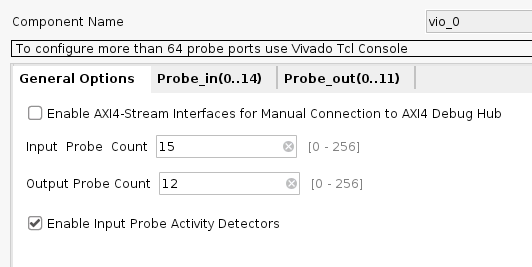 Component Name vio_0
To configure more than 64 probe ports use Vivado Tcl Console
General Options Probe_in(0..14) Probe_out(0..11)
Enable AXI4-Stream Interfaces for Manual Connection to AXI4 Debug Hub
Input Probe Count 15 [0 - 256]
Output Probe Count 12 [0 - 256]
Enable Input Probe Activity Detectors